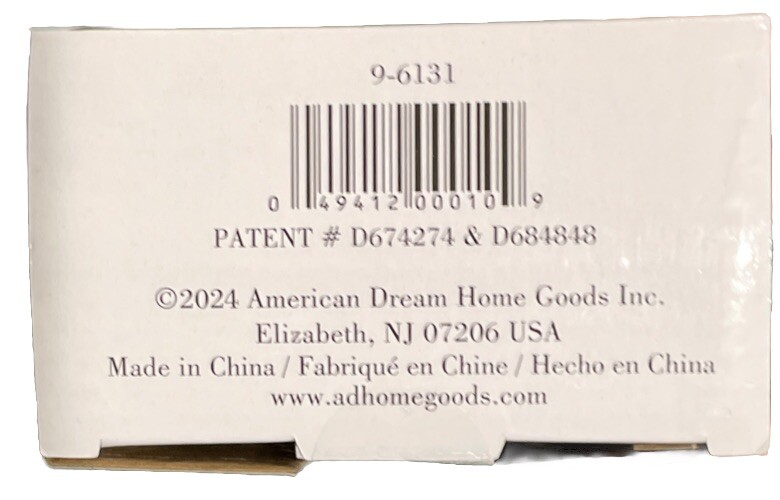 9-6131
0 49412 00010 9
PATENT # D674274 & D684848
©2024 American Dream Home Goods Inc.
Elizabeth, NJ 07206 USA
Made in China / Fabriqué en Chine / Hecho en China
www.adhomegoods.com